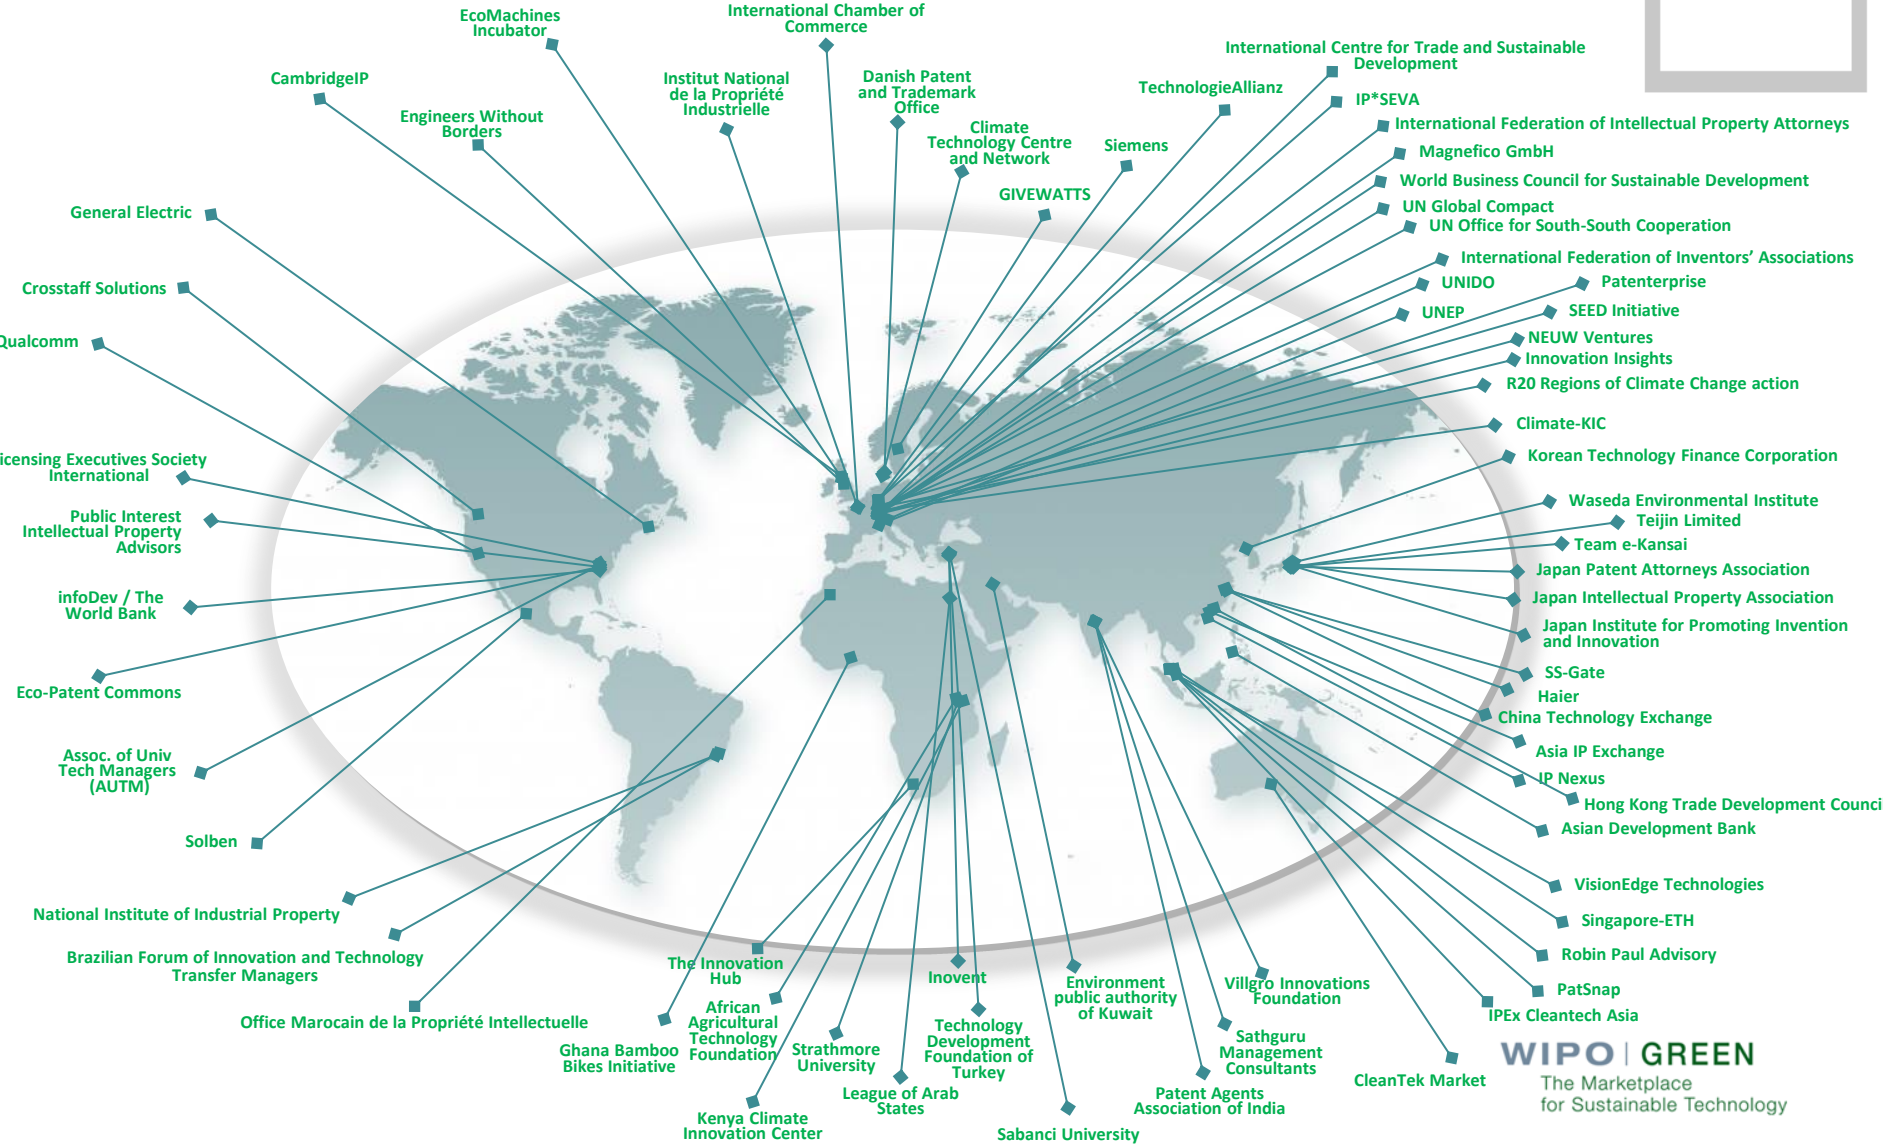 EcoMachines
Incubator
International Chamber of
Commerce
International Centre for Trade and Sustainable
Development
CambridgeIP
Institut National
de la Propriété
Industrielle
Danish Patent
and Trademark
Office
TechnologieAllianz
IP*SEVA
Engineers Without
Borders
Climate
Technology Centre
and Network
International Federation of Intellectual Property Attorneys
Siemens
Magnefico GmbH
GIVEWATTS
World Business Council for Sustainable Development
General Electric
UN Global Compact
UN Office for South-South Cooperation
International Federation of Inventors’ Associations
UNIDO
Patenterprise
Crosstaff Solutions
UNEP
SEED Initiative
Qualcomm
NEUW Ventures
Innovation Insights
R20 Regions of Climate Change action
Climate-KIC
icensing Executives Society
International
Korean Technology Finance Corporation
Public Interest
Intellectual Property
Advisors
Waseda Environmental Institute
Teijin Limited
Team e-Kansai
Japan Patent Attorneys Association
infoDev / The
World Bank
Japan Intellectual Property Association
Japan Institute for Promoting Invention
and Innovation
Eco-Patent Commons
SS-Gate
Haier
China Technology Exchange
Assoc. of Univ
Tech Managers
(AUTM)
Asia IP Exchange
IP Nexus
Hong Kong Trade Development Counci
Solben
Asian Development Bank
VisionEdge Technologies
National Institute of Industrial Property
Singapore-ETH
Brazilian Forum of Innovation and Technology
Transfer Managers
Robin Paul Advisory
The Innovation
Hub
Inovent
Environment
public authority
of Kuwait
Villgro Innovations
Foundation
PatSnap
IPEx Cleantech Asia
Office Marocain de la Propriété Intellectuelle
African
Agricultural
Technology
Foundation
Technology
Development
Foundation of
Turkey
Sathguru
Management
Consultants
Ghana Bamboo
Bikes Initiative
Strathmore
University
CleanTek Market
League of Arab
States
Patent Agents
Association of India
Kenya Climate
Innovation Center
Sabanci University
WIPO | GREEN
The Marketplace
for Sustainable Technology